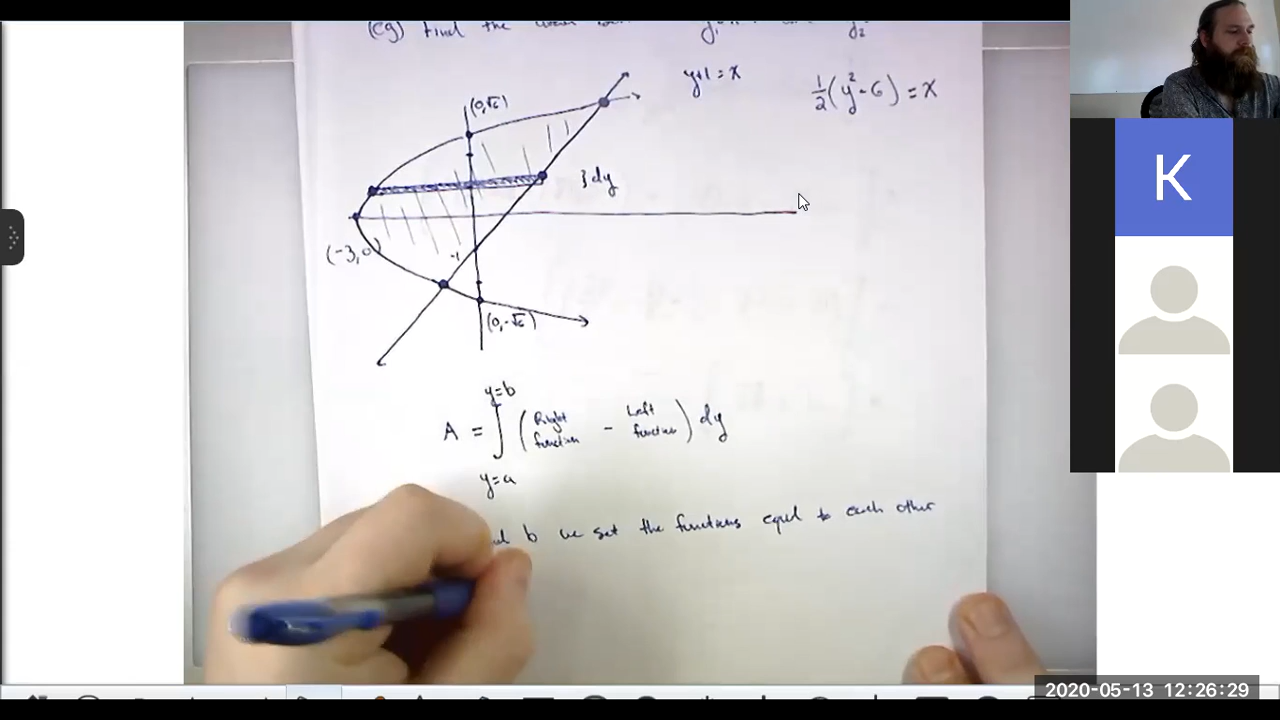 (eg) Find the
y+1 = x
1/2(y²-6) = x
(0,√6)
}dy
(-3,0)
-1
(0,-√6)
y=b
A = ∫ (Right function - Left function) dy
y=a
b we set the functions equal to each other
K
2020-05-13 12:26:29